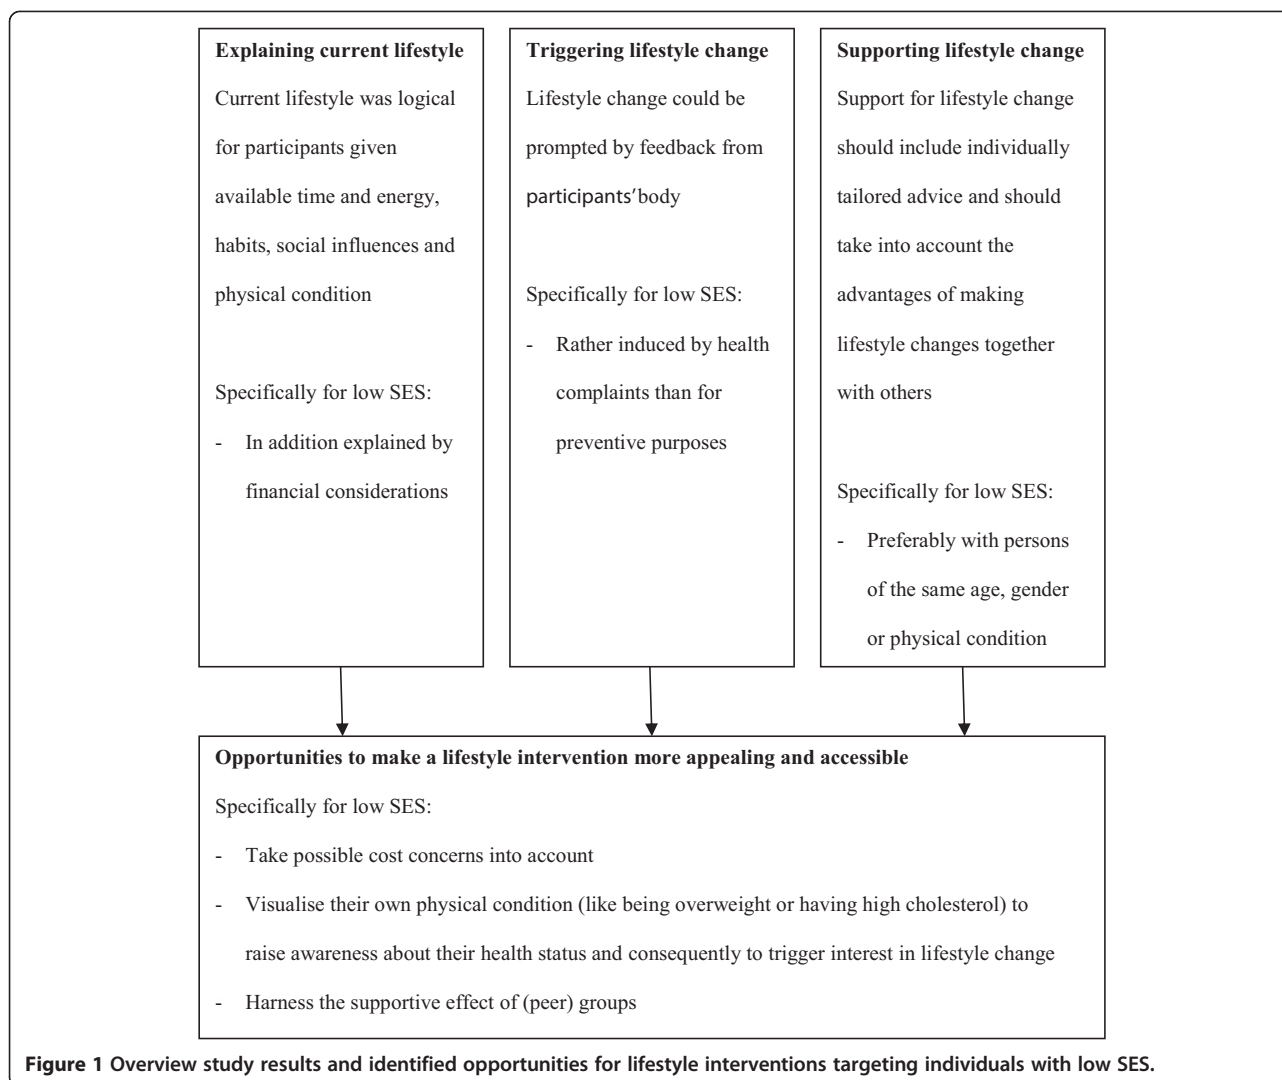 Explaining current lifestyle
Current lifestyle was logical
for participants given
available time and energy,
habits, social influences and
physical condition
Specifically for low SES:
- In addition explained by
financial considerations
Triggering lifestyle change
Lifestyle change could be
prompted by feedback from
participants' body
Specifically for low SES:
- Rather induced by health
complaints than for
preventive purposes
Supporting lifestyle change
Support for lifestyle change
should include individually
tailored advice and should
take into account the
advantages of making
lifestyle changes together
with others
Specifically for low SES:
- Preferably with persons
of the same age, gender
or physical condition
Opportunities to make a lifestyle intervention more appealing and accessible
Specifically for low SES:
- Take possible cost concerns into account
- Visualise their own physical condition (like being overweight or having high cholesterol) to
raise awareness about their health status and consequently to trigger interest in lifestyle change
- Harness the supportive effect of (peer) groups
Figure 1 Overview study results and identified opportunities for lifestyle interventions targeting individuals with low SES.